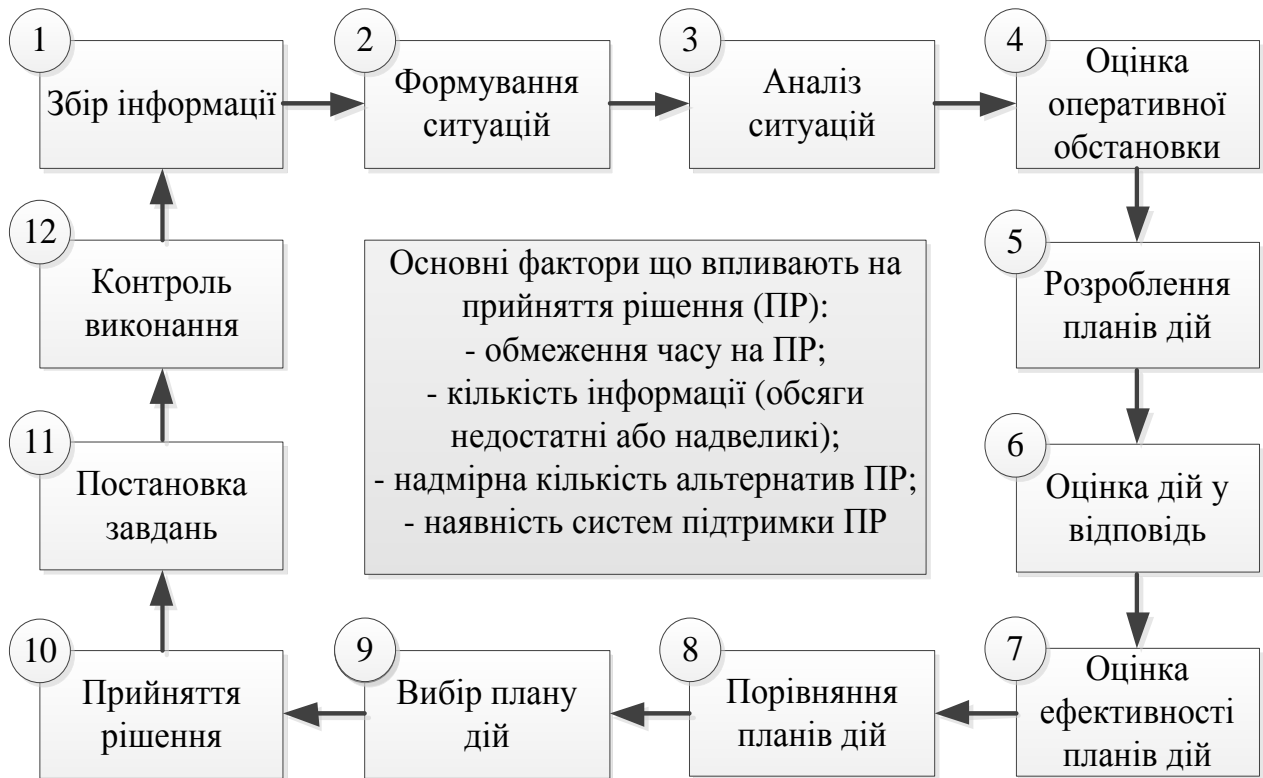 1
Збір інформації
2
Формування
ситуацій
3
Аналіз
ситуацій
4
Оцінка
оперативної
обстановки
5
Розроблення
планів дій
6
Оцінка дій у
відповідь
7
Оцінка
ефективності
планів дій
8
Порівняння
планів дій
9
Вибір плану
дій
10
Прийняття
рішення
11
Постановка
завдань
12
Контроль
виконання
Основні фактори що впливають на
прийняття рішення (ПР):
- обмеження часу на ПР;
- кількість інформації (обсяги
недостатні або надвеликі);
- надмірна кількість альтернатив ПР;
- наявність систем підтримки ПР